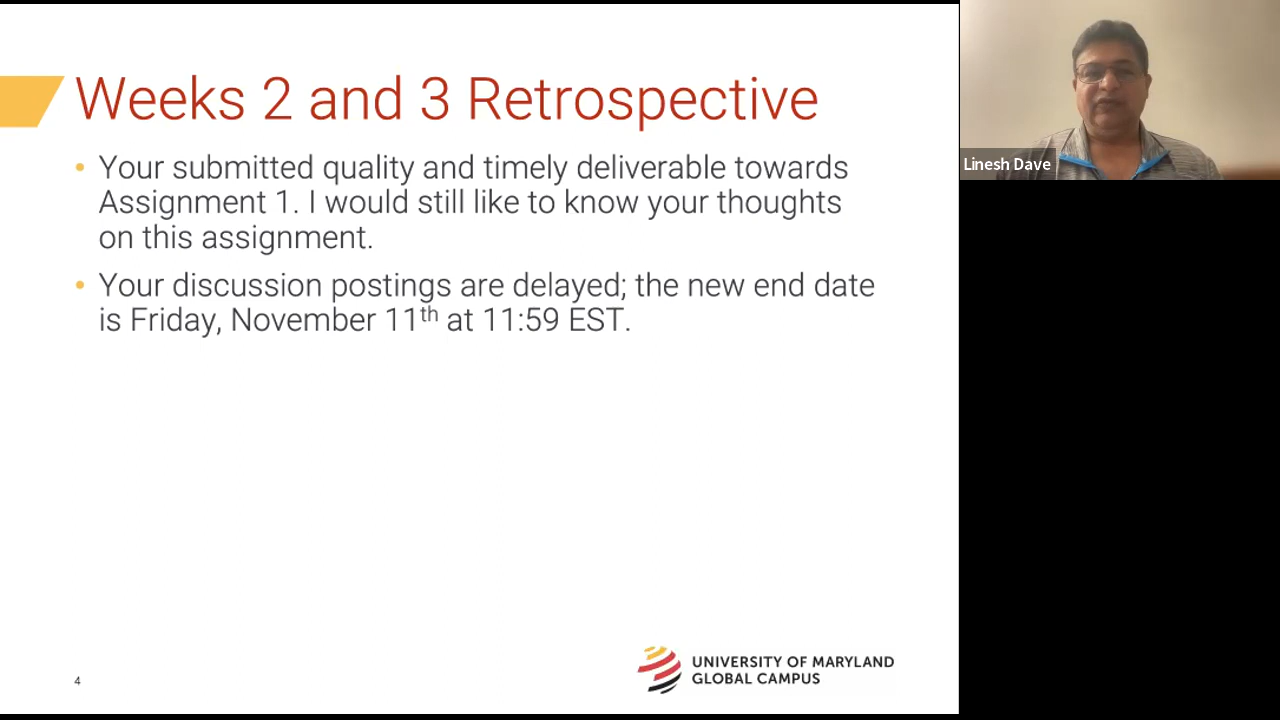 Weeks 2 and 3 Retrospective
• Your submitted quality and timely deliverable towards
Assignment 1. I would still like to know your thoughts
on this assignment.
• Your discussion postings are delayed; the new end date
is Friday, November 11th at 11:59 EST.
4
UNIVERSITY OF MARYLAND
GLOBAL CAMPUS
Linesh Dave